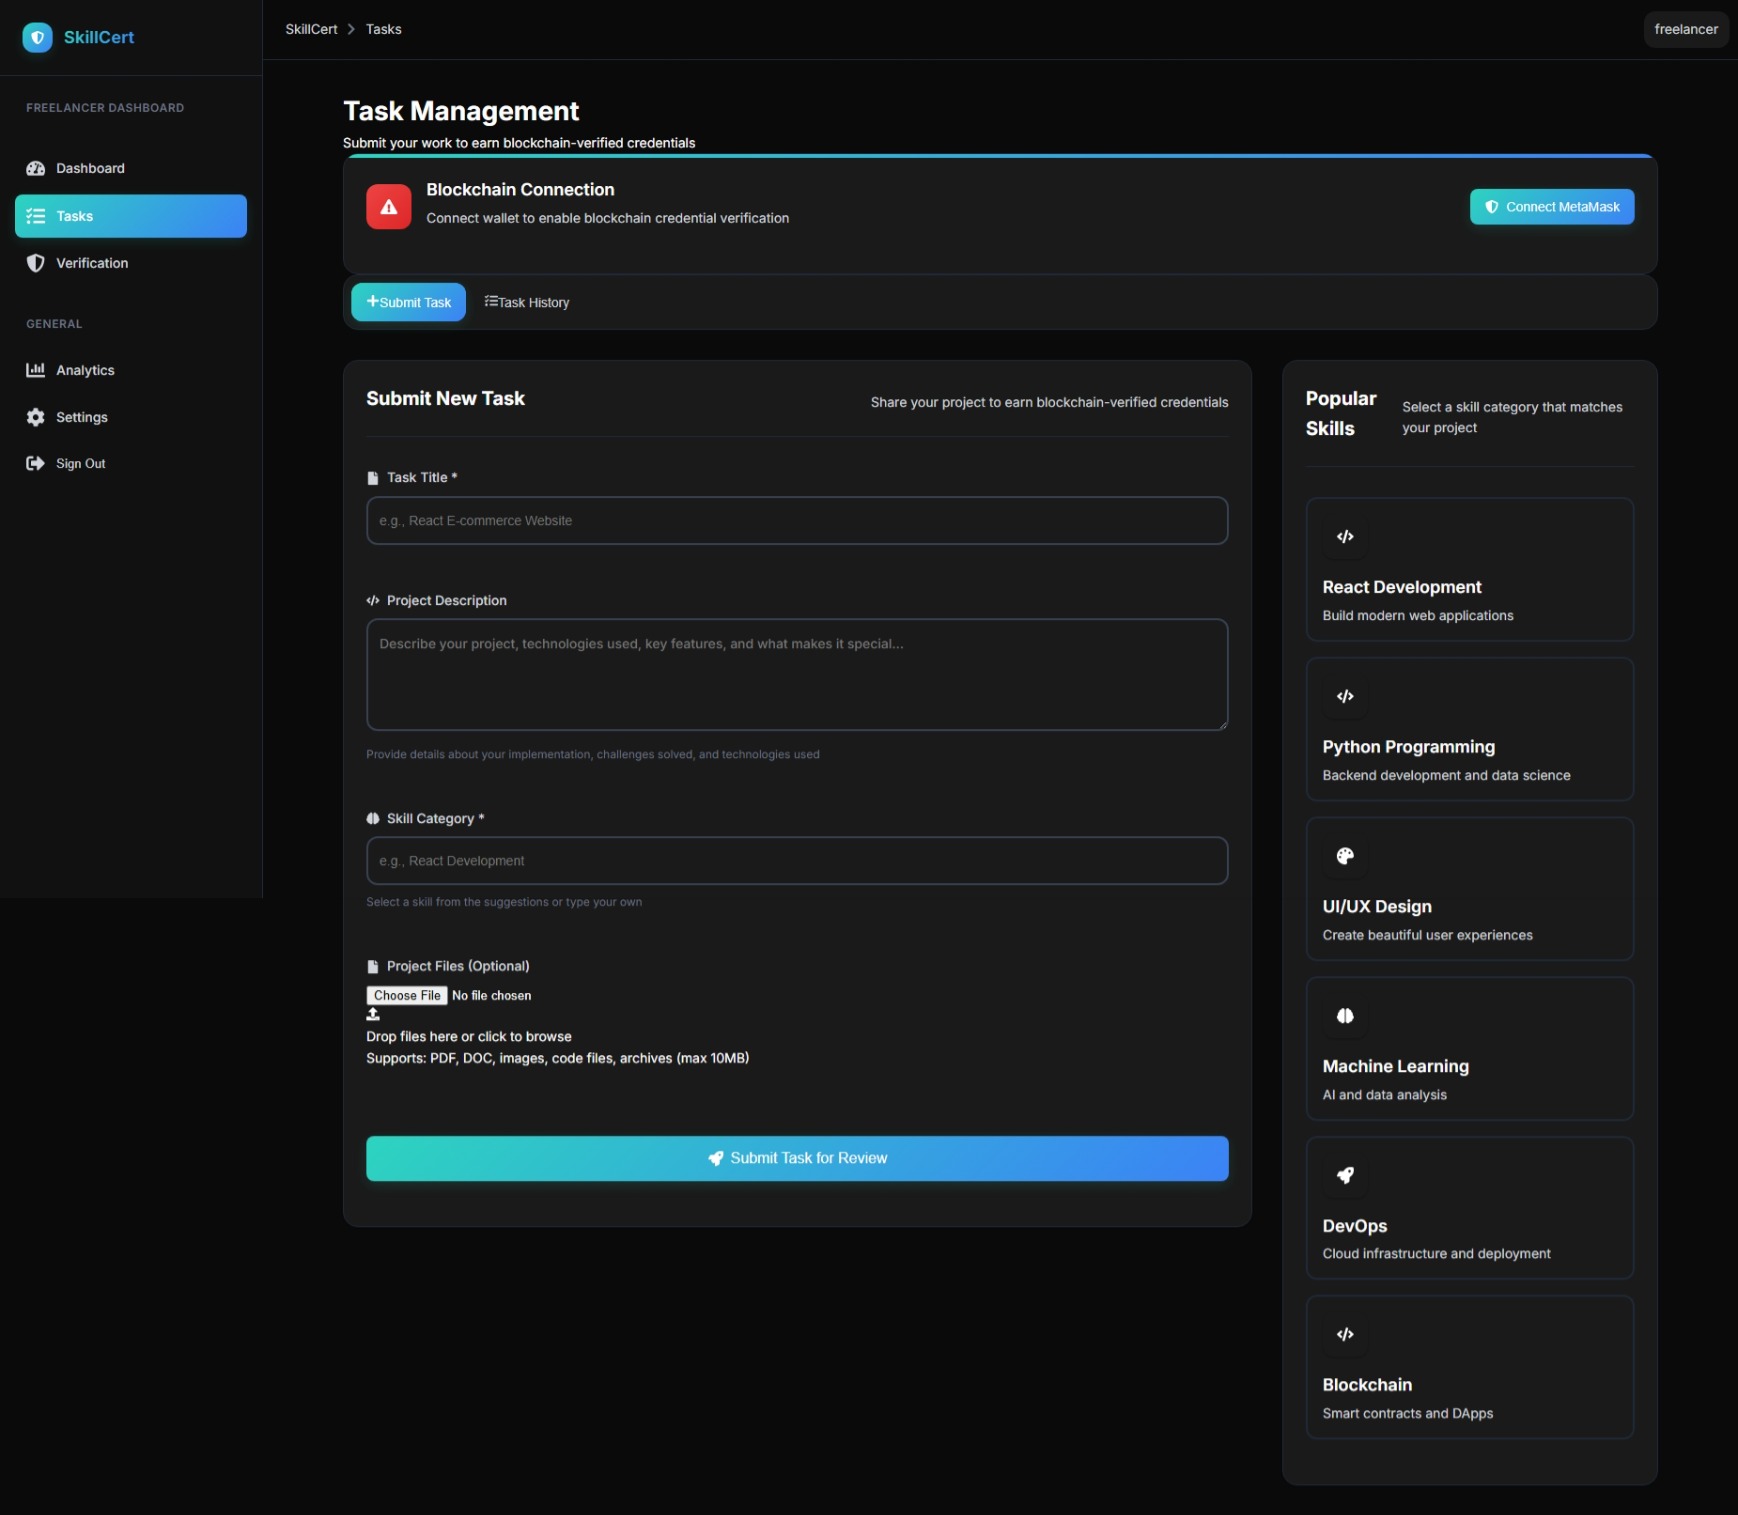 SkillCert
FREELANCER DASHBOARD
Dashboard
Tasks
Verification
GENERAL
Analytics
Settings
Sign Out
SkillCert > Tasks
freelancer
Task Management
Submit your work to earn blockchain-verified credentials
Blockchain Connection
Connect wallet to enable blockchain credential verification
Connect MetaMask
Submit Task
Task History
Submit New Task
Share your project to earn blockchain-verified credentials
Task Title *
e.g., React E-commerce Website
Project Description
Describe your project, technologies used, key features, and what makes it special...
Provide details about your implementation, challenges solved, and technologies used
Skill Category *
e.g., React Development
Select a skill from the suggestions or type your own
Project Files (Optional)
Choose File No file chosen
Drop files here or click to browse
Supports: PDF, DOC, images, code files, archives (max 10MB)
Submit Task for Review
Popular
Skills
Select a skill category that matches
your project
React Development
Build modern web applications
Python Programming
Backend development and data science
UI/UX Design
Create beautiful user experiences
Machine Learning
AI and data analysis
DevOps
Cloud infrastructure and deployment
Blockchain
Smart contracts and DApps